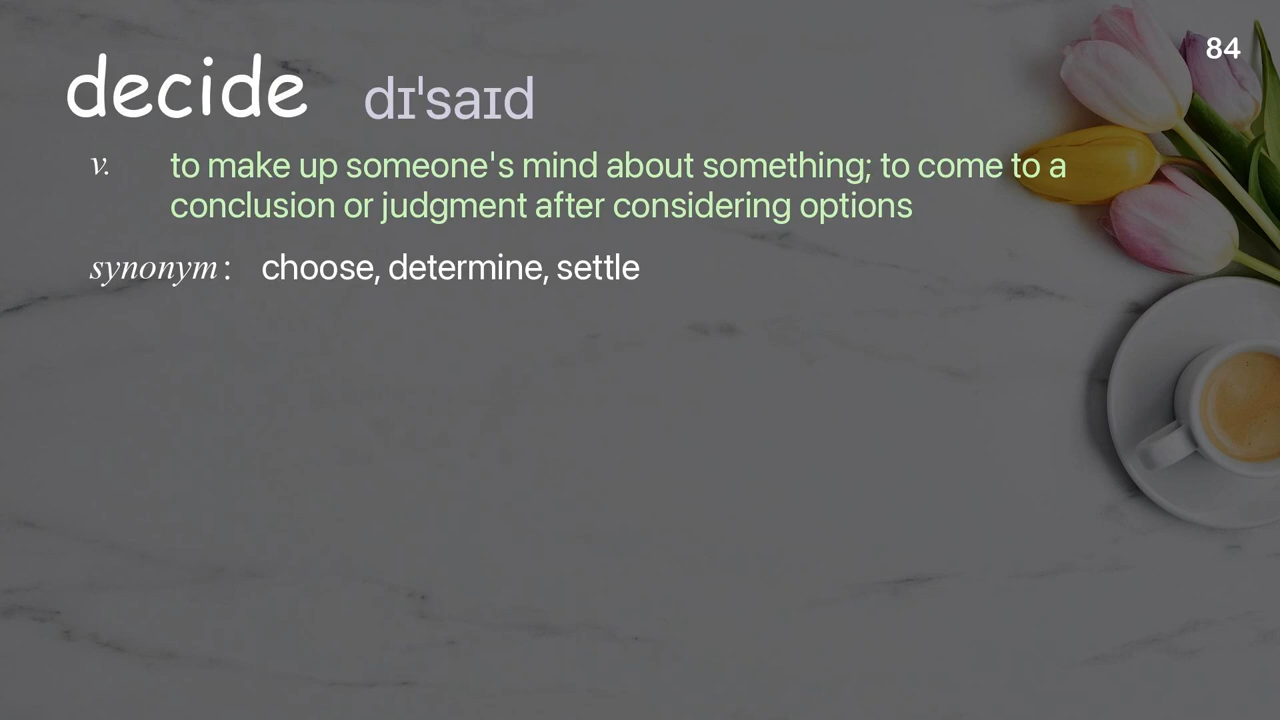 84
decide dɪˈsaɪd
v. to make up someone's mind about something; to come to a
conclusion or judgment after considering options
synonym: choose, determine, settle